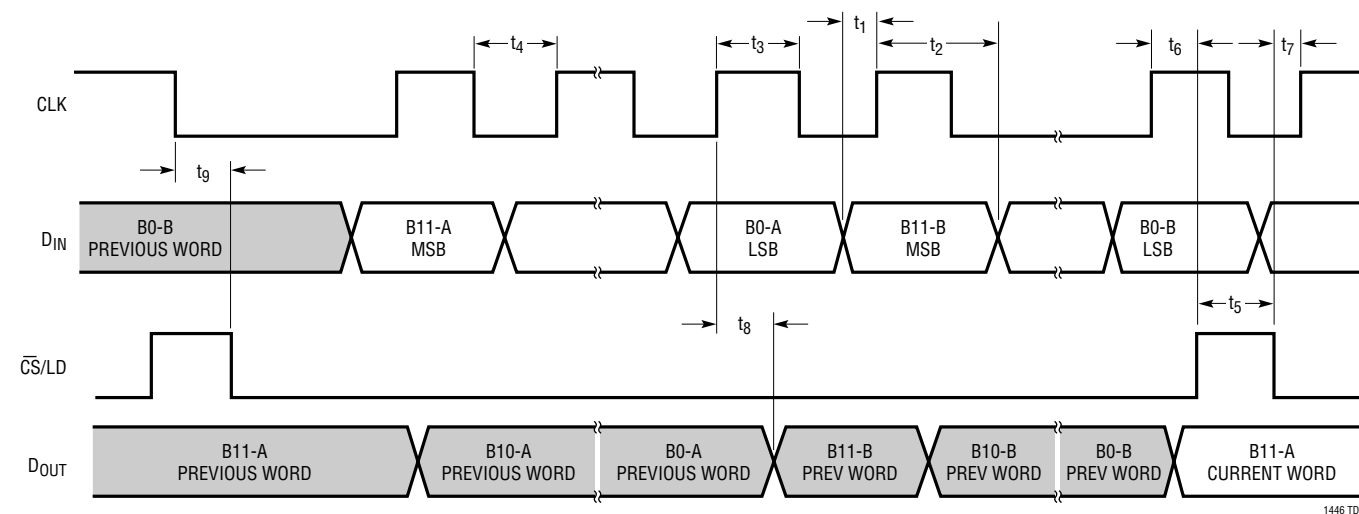 t1
t4
t3
t2
t6
t7
CLK
t9
B0-B
PREVIOUS WORD
B11-A
MSB
B0-A
LSB
B11-B
MSB
B0-B
LSB
DIN
t5
t8
C̅S̅/LD
B11-A
PREVIOUS WORD
B10-A
PREVIOUS WORD
B0-A
PREVIOUS WORD
B11-B
PREV WORD
B10-B
PREV WORD
B0-B
PREV WORD
B11-A
CURRENT WORD
DOUT
1446 TD